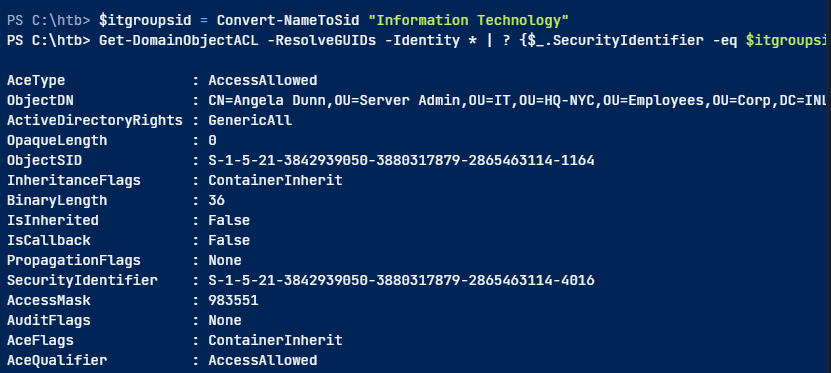 PS C:\htb> $itgroupsid = Convert-NameToSid "Information Technology"
PS C:\htb> Get-DomainObjectACL -ResolveGUIDs -Identity * | ? {$_.SecurityIdentifier -eq $itgroupsi
AceType : AccessAllowed
ObjectDN : CN=Angela Dunn,OU=Server Admin,OU=IT,OU=HQ-NYC,OU=Employees,OU=Corp,DC=INL
ActiveDirectoryRights : GenericAll
OpaqueLength : 0
ObjectSID : S-1-5-21-3842939050-3880317879-2865463114-1164
InheritanceFlags : ContainerInherit
BinaryLength : 36
IsInherited : False
IsCallback : False
PropagationFlags : None
SecurityIdentifier : S-1-5-21-3842939050-3880317879-2865463114-4016
AccessMask : 983551
AuditFlags : None
AceFlags : ContainerInherit
AceQualifier : AccessAllowed